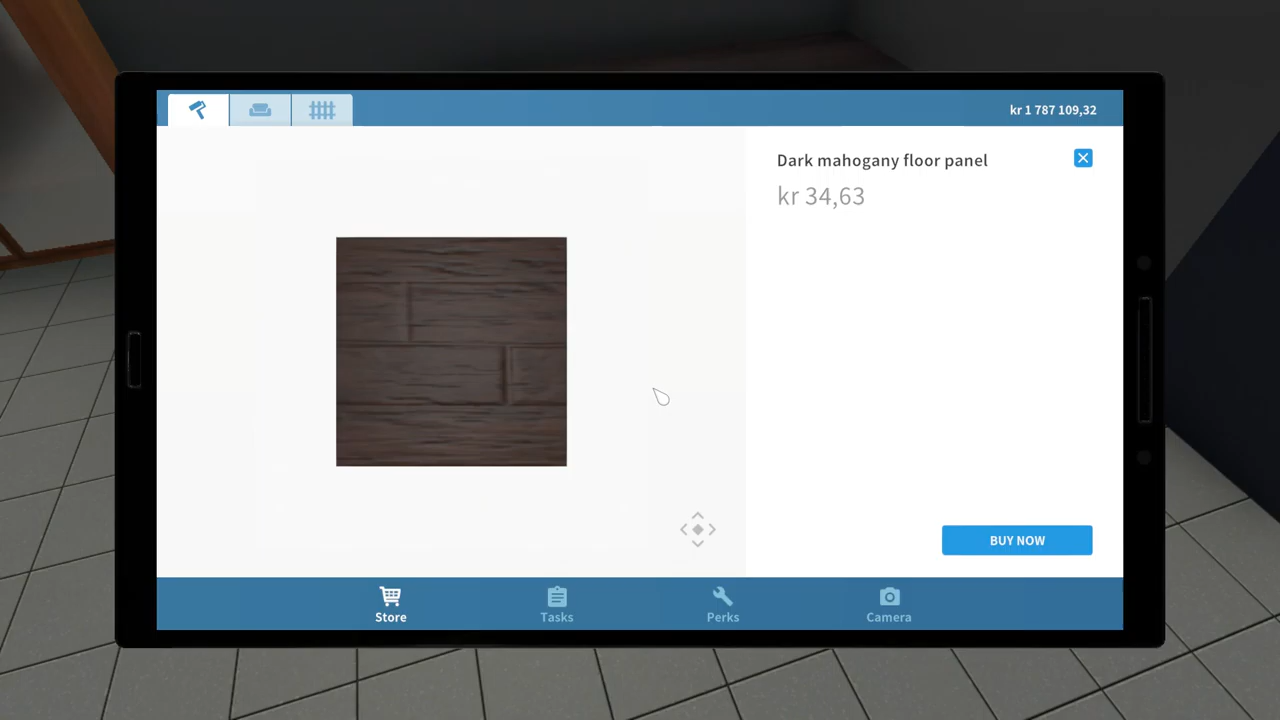 kr 1 787 109,32
Dark mahogany floor panel
kr 34,63
BUY NOW
Store
Tasks
Perks
Camera